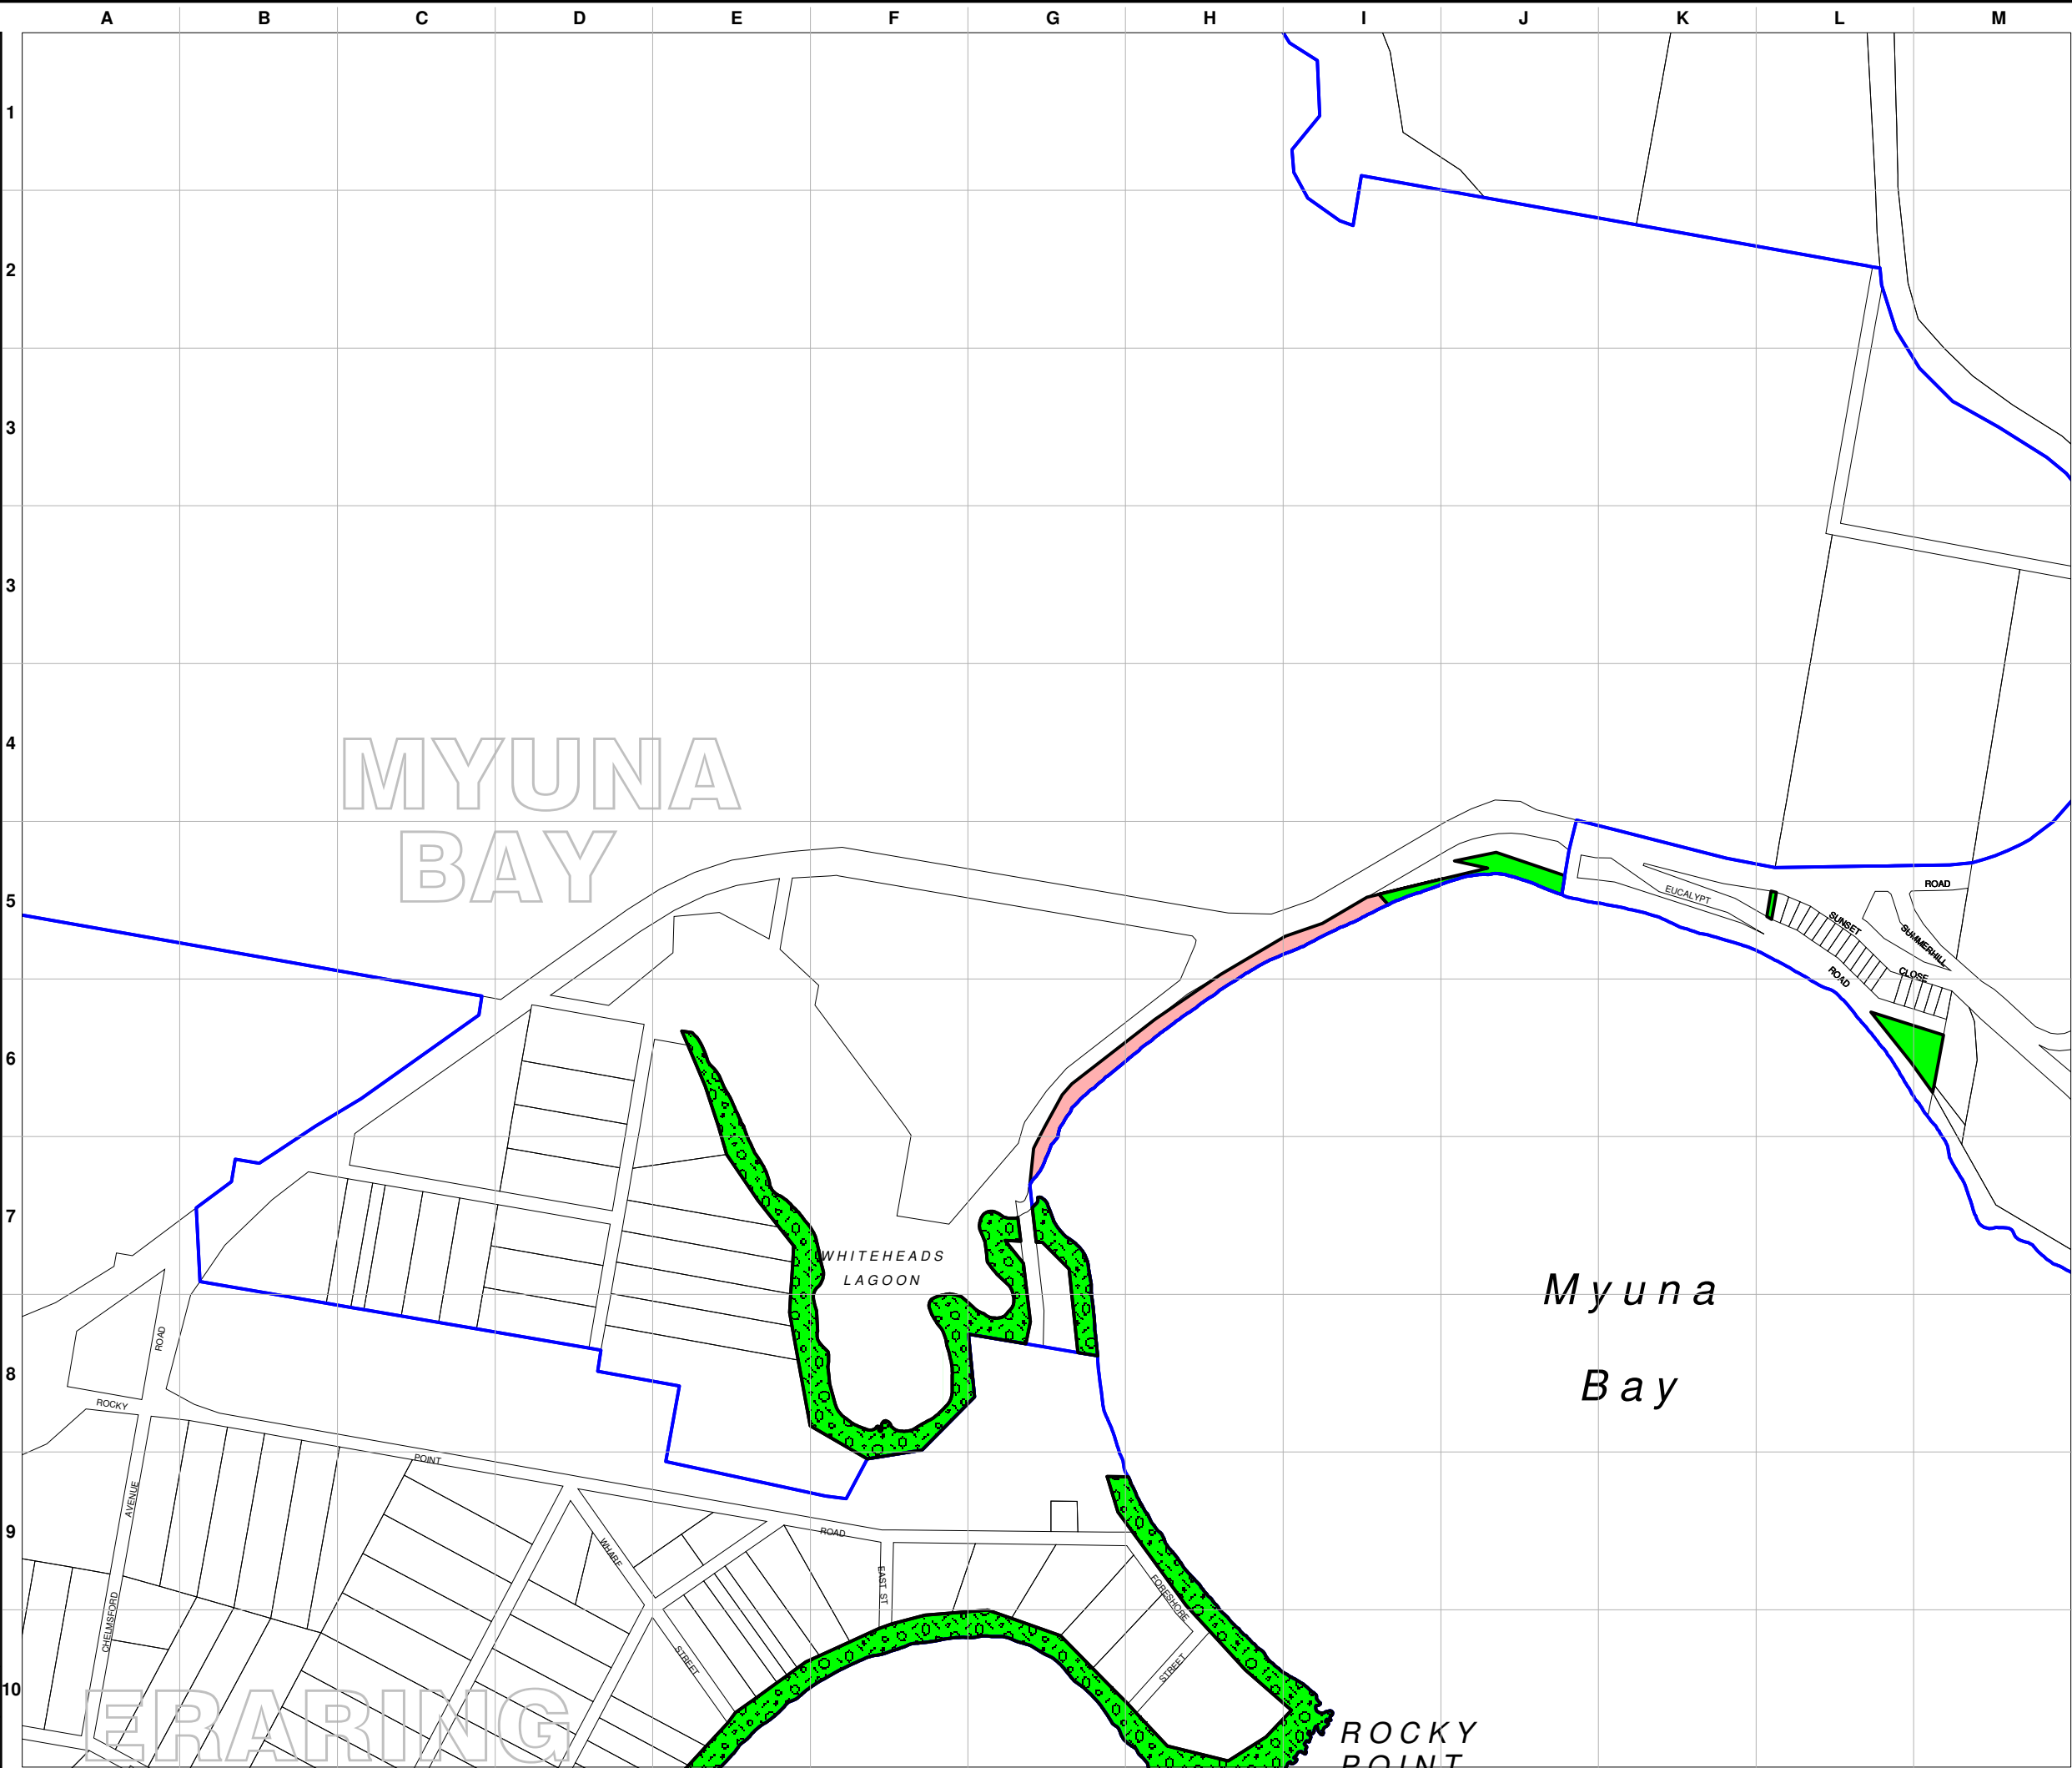 A B C D E F G H I J K L M
1
2
3
3
4
MYUNA
BAY
5
ROAD
EUCALYPT
SUNSET
SUMMERHILL
CLOSE
ROAD
6
7
WHITEHEADS
LAGOON
Myuna
Bay
ROAD
8
ROCKY
POINT
AVENUE
9
ROAD
WHARF
EAST ST
FORESHORE
CHELMSFORD
STREET
STREET
10
ERARING
ROCKY
POINT